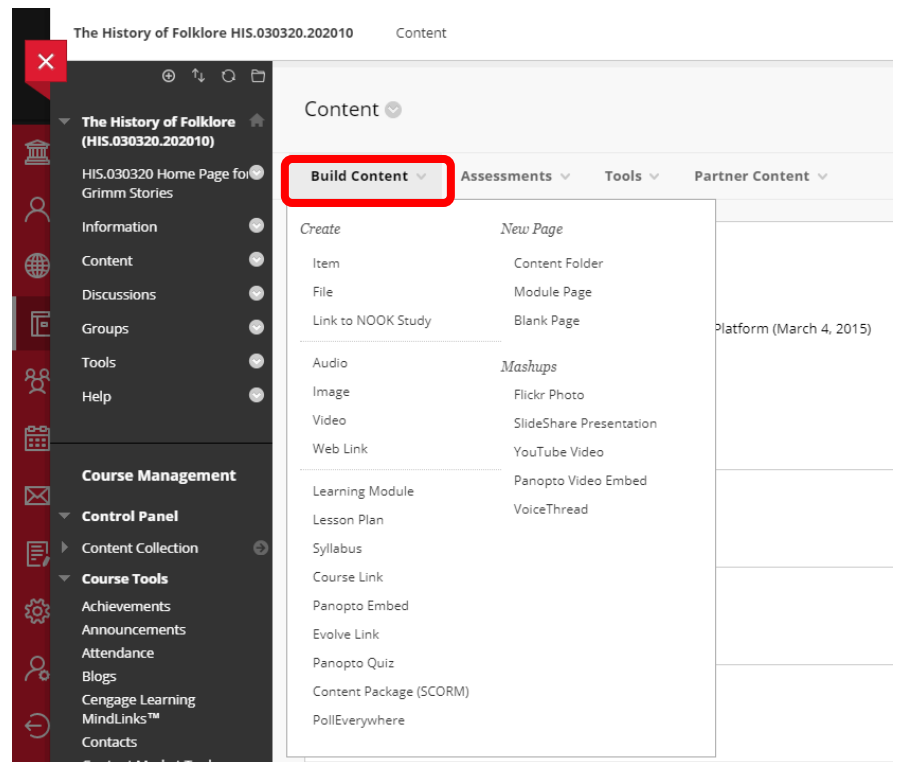 The History of Folklore HIS.030320.202010 Content
The History of Folklore
(HIS.030320.202010)
HIS.030320 Home Page for
Grimm Stories
Information
Content
Discussions
Groups
Tools
Help
Course Management
Control Panel
Content Collection
Course Tools
Achievements
Announcements
Attendance
Blogs
Cengage Learning
MindLinks™
Contacts
Content
Build Content Assessments Tools Partner Content
Create
Item
File
Link to NOOK Study
Audio
Image
Video
Web Link
Learning Module
Lesson Plan
Syllabus
Course Link
Panopto Embed
Evolve Link
Panopto Quiz
Content Package (SCORM)
PollEverywhere
New Page
Content Folder
Module Page
Blank Page
Mashups
Flickr Photo
SlideShare Presentation
YouTube Video
Panopto Video Embed
VoiceThread
Platform (March 4, 2015)